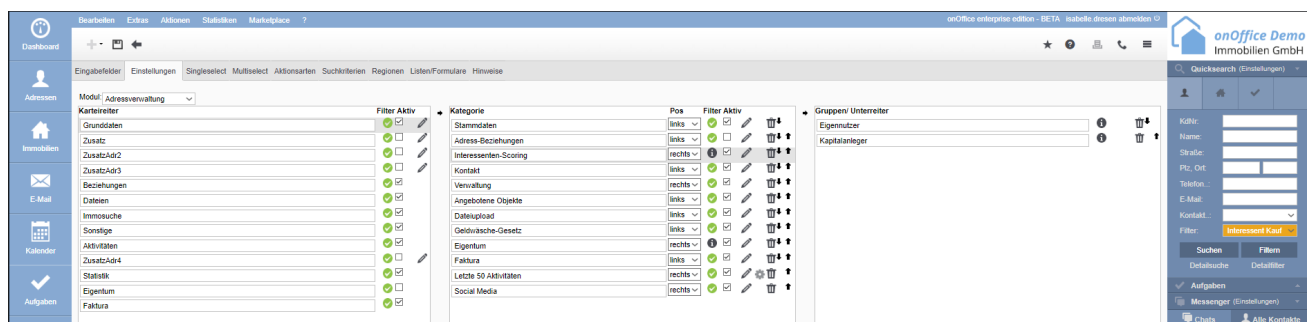 Bearbeiten Extras Aktionen Statistiken Marketplace ?
onOffice enterprise edition - BETA isabelle.dresen abmelden
Dashboard
Adressen
Immobilien
E-Mail
Kalender
Aufgaben
Eingabefelder Einstellungen Singleselect Multiselect Aktionsarten Suchkriterien Regionen Listen/Formulare Hinweise
Modul: Adressverwaltung
Karteireiter Filter Aktiv
Grunddaten
Zusatz
ZusatzAdr2
ZusatzAdr3
Beziehungen
Dateien
Immosuche
Sonstige
Aktivitäten
ZusatzAdr4
Statistik
Eigentum
Faktura
Kategorie Pos Filter Aktiv
Stammdaten links
Adress-Beziehungen links
Interessenten-Scoring rechts
Kontakt links
Verwaltung rechts
Angebotene Objekte links
Dateiupload links
Geldwäsche-Gesetz links
Eigentum rechts
Faktura links
Letzte 50 Aktivitäten rechts
Social Media rechts
Gruppen/ Unterreiter
Eigennutzer
Kapitalanleger
onOffice Demo
Immobilien GmbH
Quicksearch (Einstellungen)
KdNr:
Name:
Straße:
Plz, Ort:
Telefon..:
E-Mail:
Kontakt..:
Filter: Interessent Kauf
Suchen Filtern
Detailsuche Detailfilter
Aufgaben
Messenger (Einstellungen)
Chats Alle Kontakte